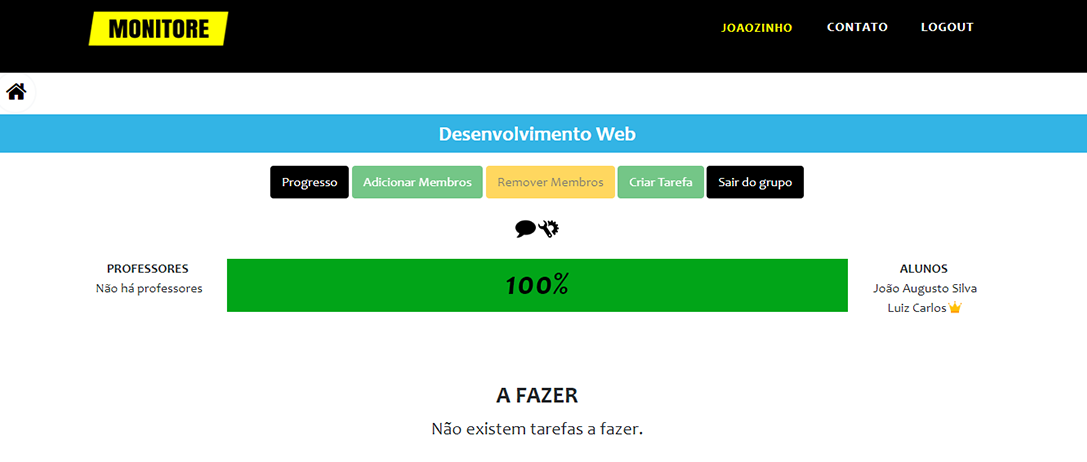 MONITORE
JOAOZINHO CONTATO LOGOUT
Desenvolvimento Web
Progresso Adicionar Membros Remover Membros Criar Tarefa Sair do grupo
PROFESSORES
Não há professores
100%
ALUNOS
João Augusto Silva
Luiz Carlos
A FAZER
Não existem tarefas a fazer.